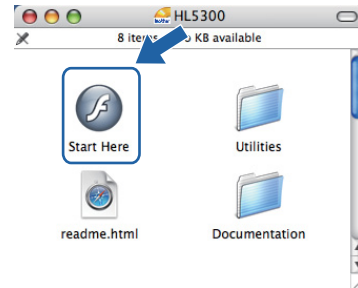 HL5300
8 items KB available
Start Here
Utilities
readme.html
Documentation